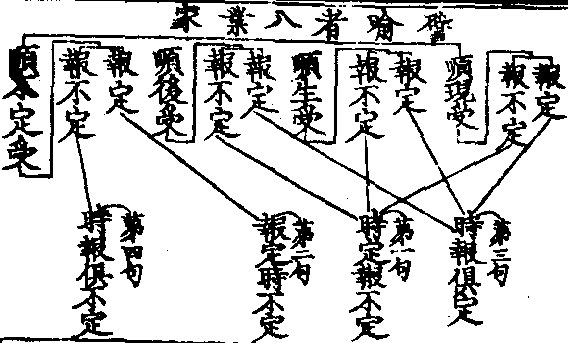 譬喻者八業家
順現受
報定
報不定
順生受
報定
報不定
順後受
報定
報不定
順不定受
報定
報不定
第三句
時報俱定
第一句
時定報不定
第二句
報定時不定
第四句
時報俱不定